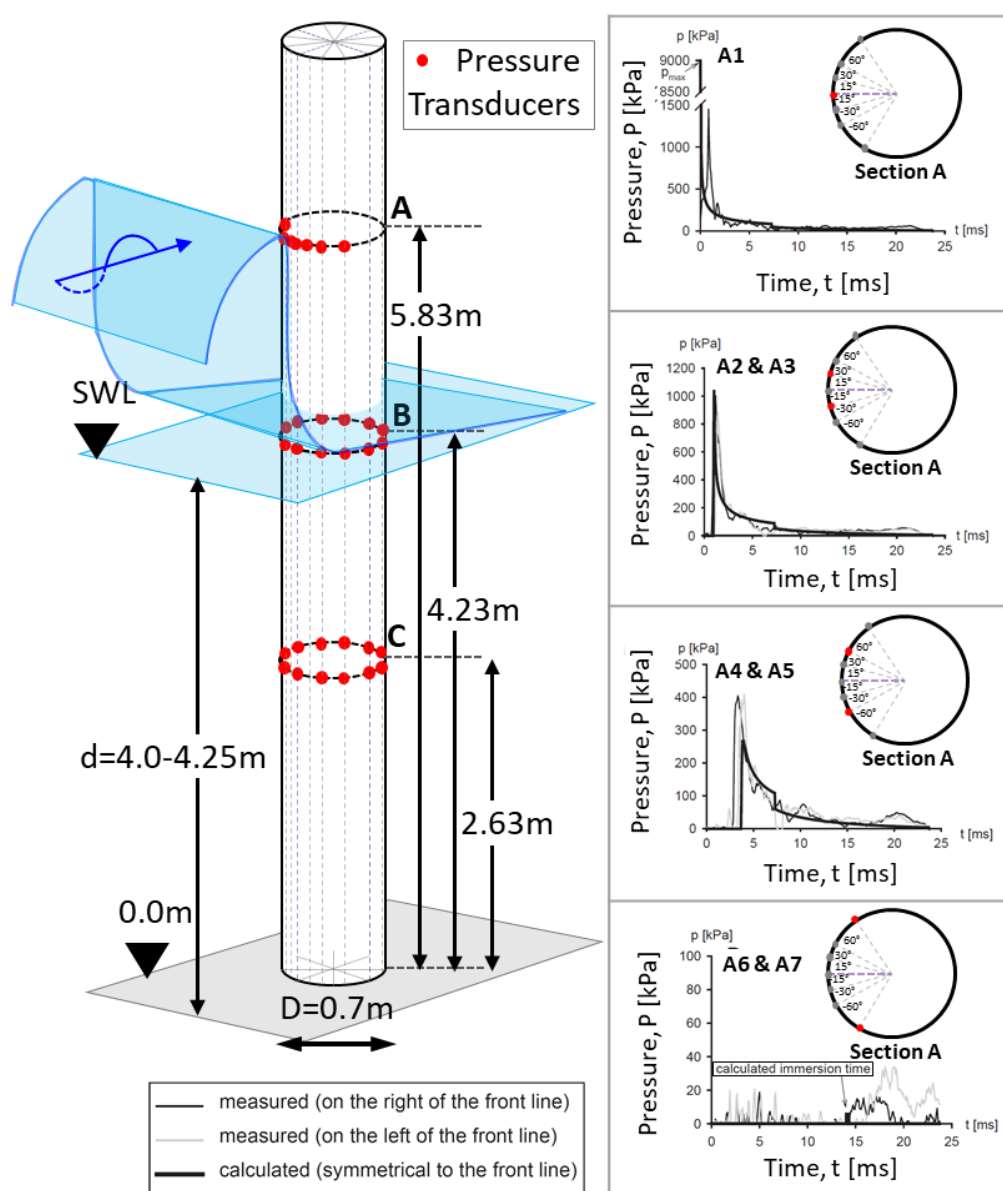 Pressure
Transducers
A
5.83m
SWL
B
4.23m
C
d=4.0-4.25m
2.63m
0.0m
D=0.7m
measured (on the right of the front line)
measured (on the left of the front line)
calculated (symmetrical to the front line)
p [kPa]
A1
9000
pmax
8500
1500
1000
500
0
0 5 10 15 20 25
t [ms]
Pressure, P [kPa]
Time, t [ms]
60°
30°
15°
-15°
-30°
-60°
Section A
p [kPa]
A2 & A3
1200
1000
800
600
400
200
0
0 5 10 15 20 25
t [ms]
Pressure, P [kPa]
Time, t [ms]
60°
30°
15°
-15°
-30°
-60°
Section A
p [kPa]
A4 & A5
500
400
300
200
100
0
0 5 10 15 20 25
t [ms]
Pressure, P [kPa]
Time, t [ms]
60°
30°
15°
-15°
-30°
-60°
Section A
p [kPa]
A6 & A7
100
80
60
40
20
0
0 5 10 15 20 25
t [ms]
calculated immersion time
Pressure, P [kPa]
Time, t [ms]
60°
30°
15°
-15°
-30°
-60°
Section A